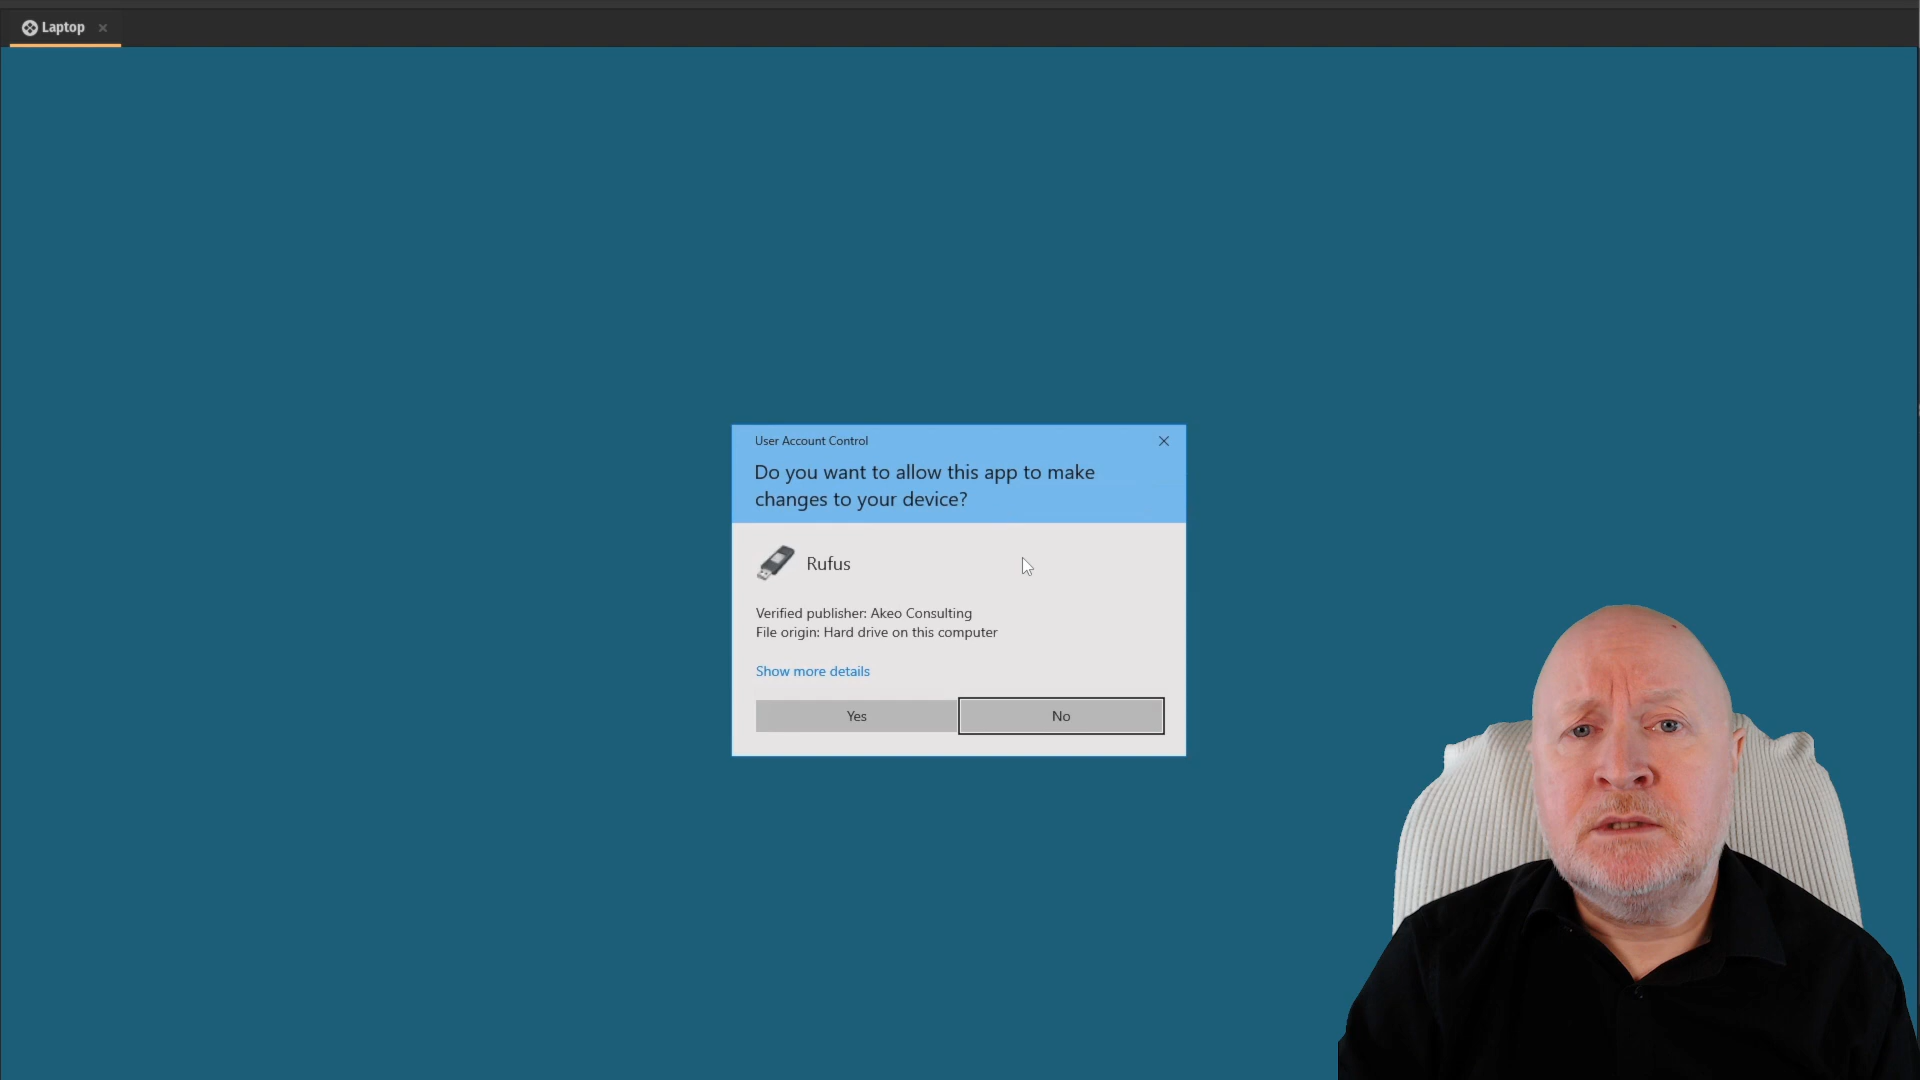 Laptop
User Account Control
Do you want to allow this app to make
changes to your device?
Rufus
Verified publisher: Akeo Consulting
File origin: Hard drive on this computer
Show more details
Yes
No